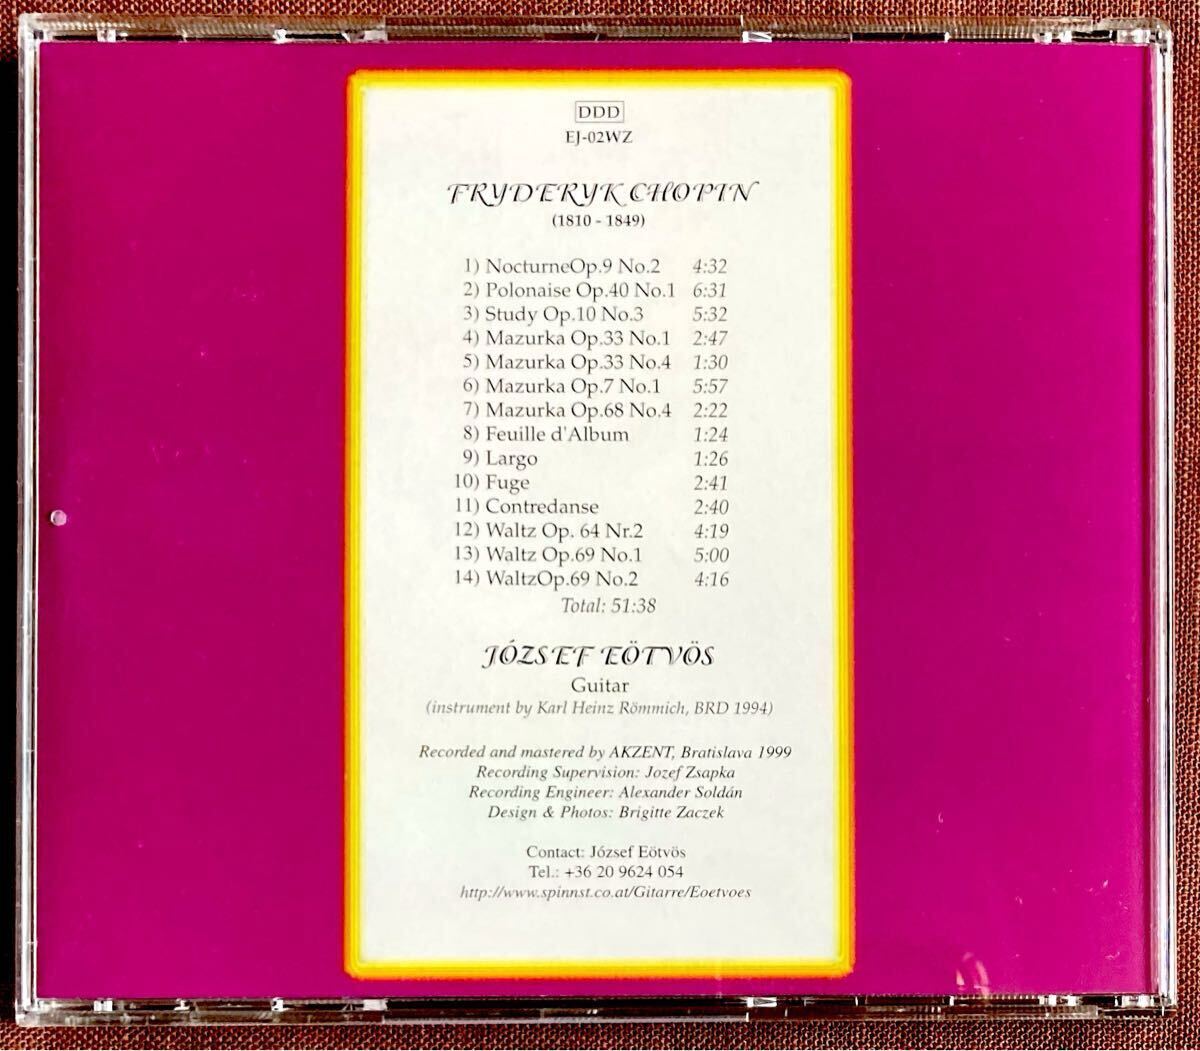 DDD
EJ-02WZ
FRYDERYK CHOPIN
(1810 - 1849)
1) NocturneOp.9 No.2 4:32
2) Polonaise Op.40 No.1 6:31
3) Study Op.10 No.3 5:32
4) Mazurka Op.33 No.1 2:47
5) Mazurka Op.33 No.4 1:30
6) Mazurka Op.7 No.1 5:57
7) Mazurka Op.68 No.4 2:22
8) Feuille d'Album 1:24
9) Largo 1:26
10) Fuge 2:41
11) Contredanse 2:40
12) Waltz Op. 64 Nr.2 4:19
13) Waltz Op.69 No.1 5:00
14) WaltzOp.69 No.2 4:16
Total: 51:38
JÓZSEF EÖTVÖS
Guitar
(instrument by Karl Heinz Römmich, BRD 1994)
Recorded and mastered by AKZENT, Bratislava 1999
Recording Supervision: Jozef Zsapka
Recording Engineer: Alexander Soldán
Design & Photos: Brigitte Zaczek
Contact: József Eötvös
Tel.: +36 20 9624 054
http://www.spinnst.co.at/Gitarre/Eoetvoes